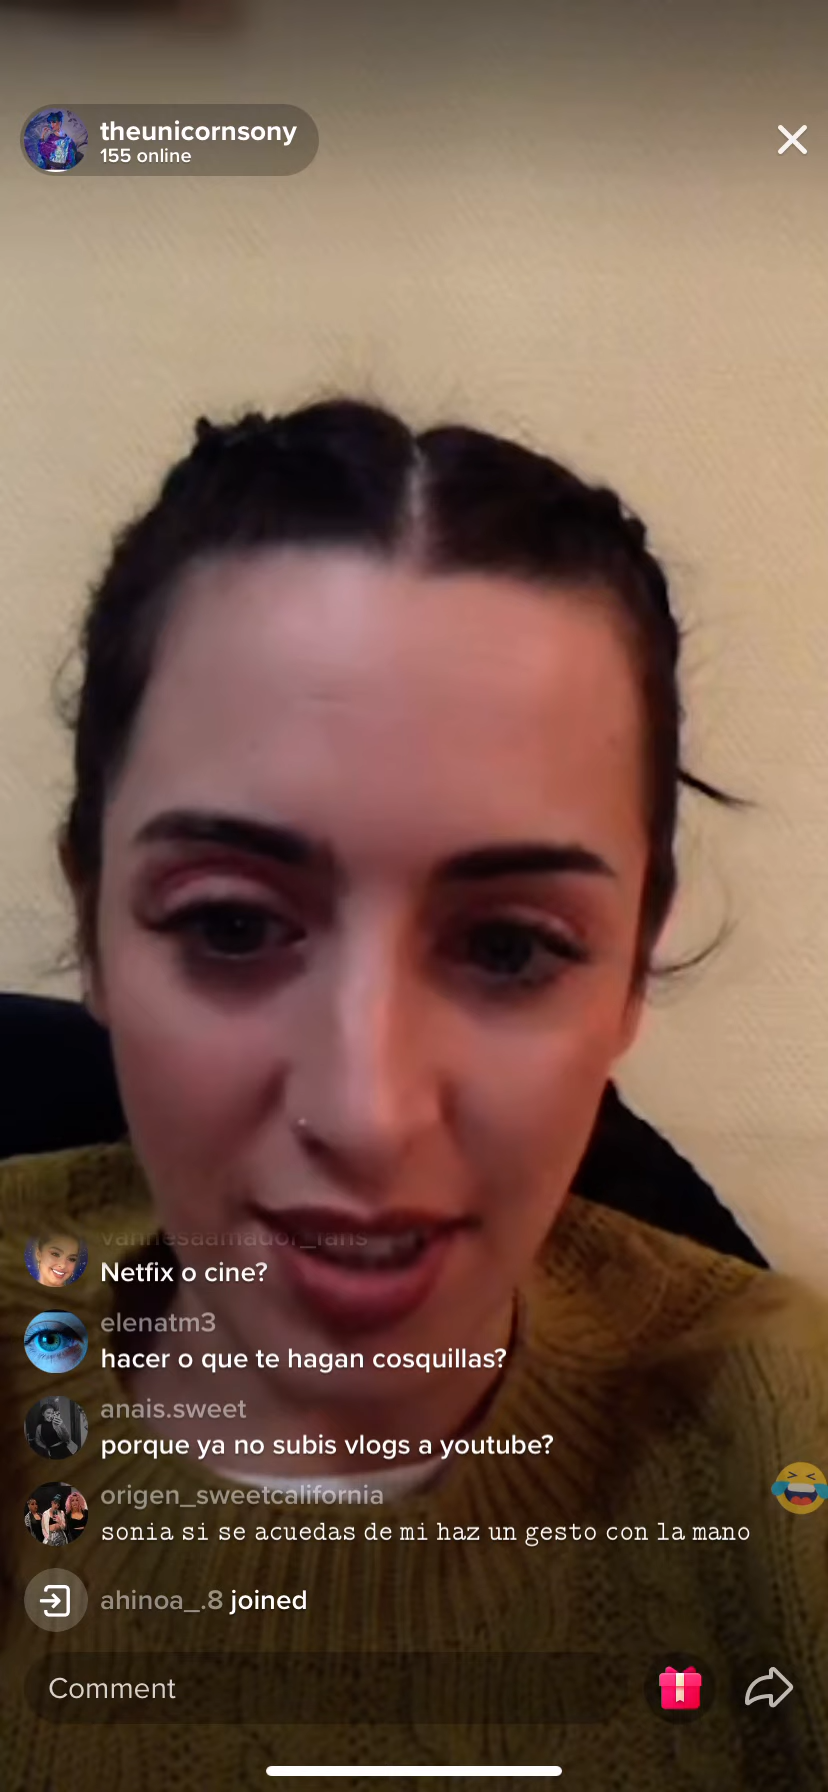 theunicornsony
155 online
vannesaamador_fans
Netfix o cine?
elenatm3
hacer o que te hagan cosquillas?
anais.sweet
porque ya no subis vlogs a youtube?
origen_sweetcalifornia
sonia si se acuedas de mi haz un gesto con la mano
ahinoa_.8 joined
Comment